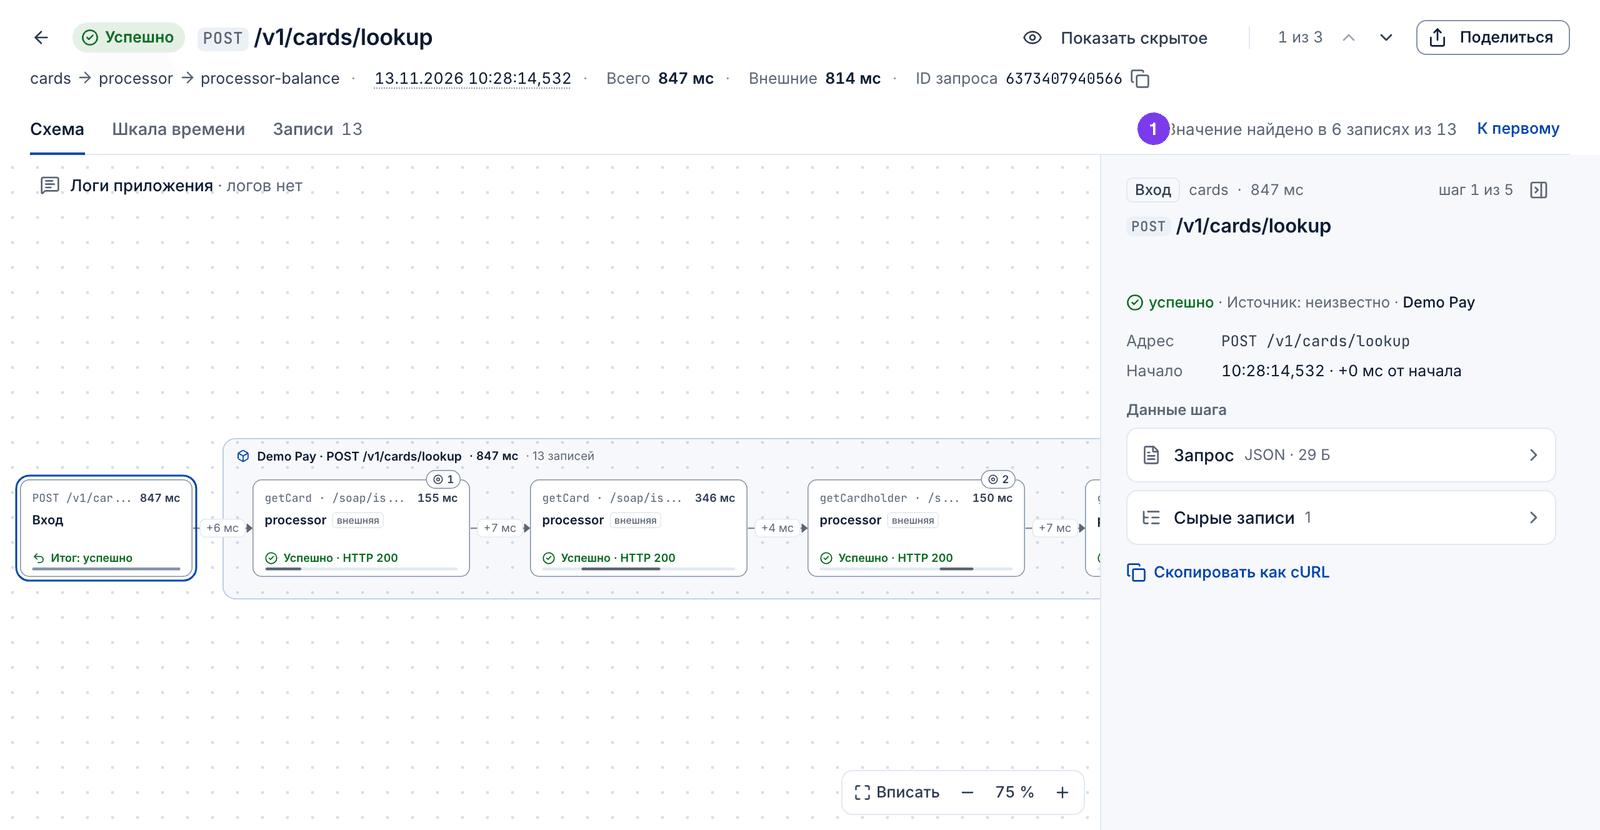 Успешно POST /v1/cards/lookup
Показать скрытое 1 из 3 Поделиться
cards → processor → processor-balance · 13.11.2026 10:28:14,532 · Всего 847 мс · Внешние 814 мс · ID запроса 6373407940566
Схема Шкала времени Записи 13
1 Значение найдено в 6 записях из 13 К первому
Логи приложения · логов нет
Demo Pay · POST /v1/cards/lookup · 847 мс · 13 записей
POST /v1/car... 847 мс
Вход
Итог: успешно
+6 мс
1
getCard · /soap/is... 155 мс
processor внешняя
Успешно · HTTP 200
+7 мс
getCard · /soap/is... 346 мс
processor внешняя
Успешно · HTTP 200
+4 мс
2
getCardholder · /s... 150 мс
processor внешняя
Успешно · HTTP 200
+7 мс
Вписать − 75 % +
Вход cards · 847 мс шаг 1 из 5
POST /v1/cards/lookup
успешно · Источник: неизвестно · Demo Pay
Адрес POST /v1/cards/lookup
Начало 10:28:14,532 · +0 мс от начала
Данные шага
Запрос JSON · 29 Б
Сырые записи 1
Скопировать как cURL